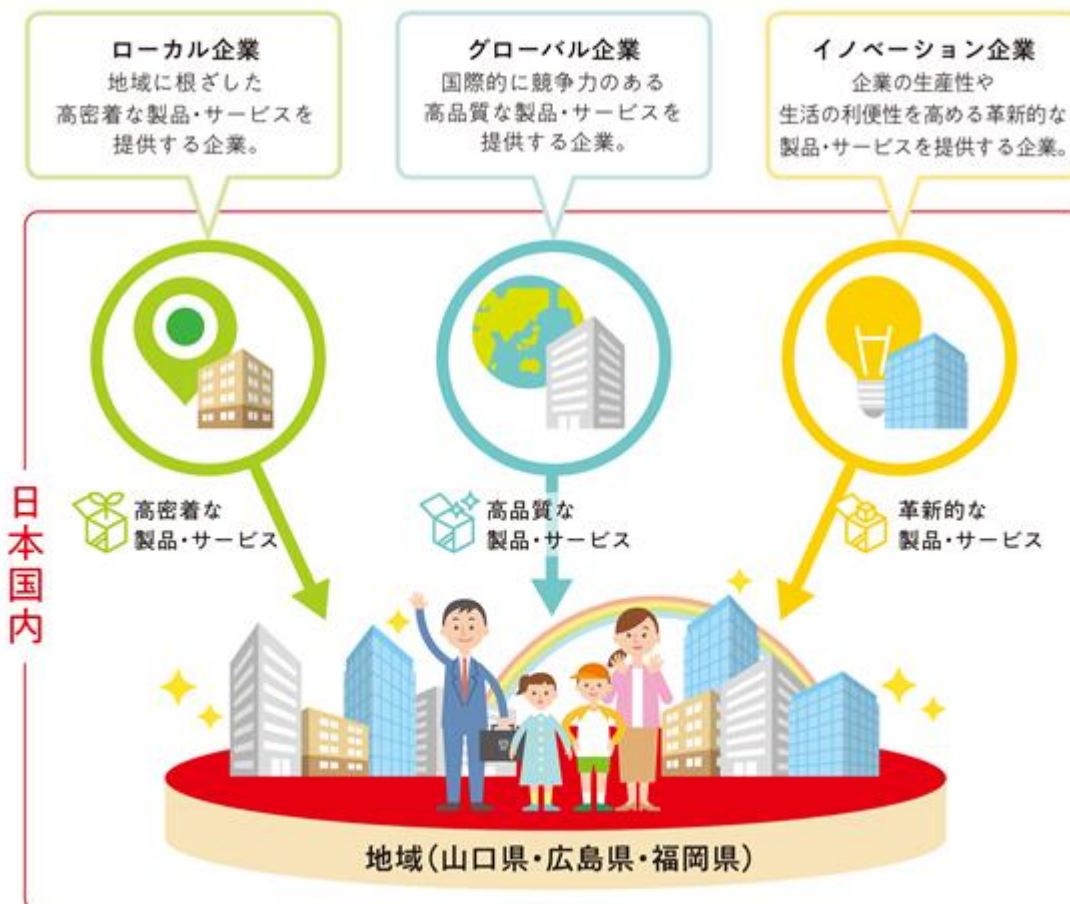 ローカル企業
地域に根ざした
高密着な製品・サービスを
提供する企業。
グローバル企業
国際的に競争力のある
高品質な製品・サービスを
提供する企業。
イノベーション企業
企業の生産性や
生活の利便性を高める革新的な
製品・サービスを提供する企業。
日本国内
高密着な
製品・サービス
高品質な
製品・サービス
革新的な
製品・サービス
地域(山口県・広島県・福岡県)